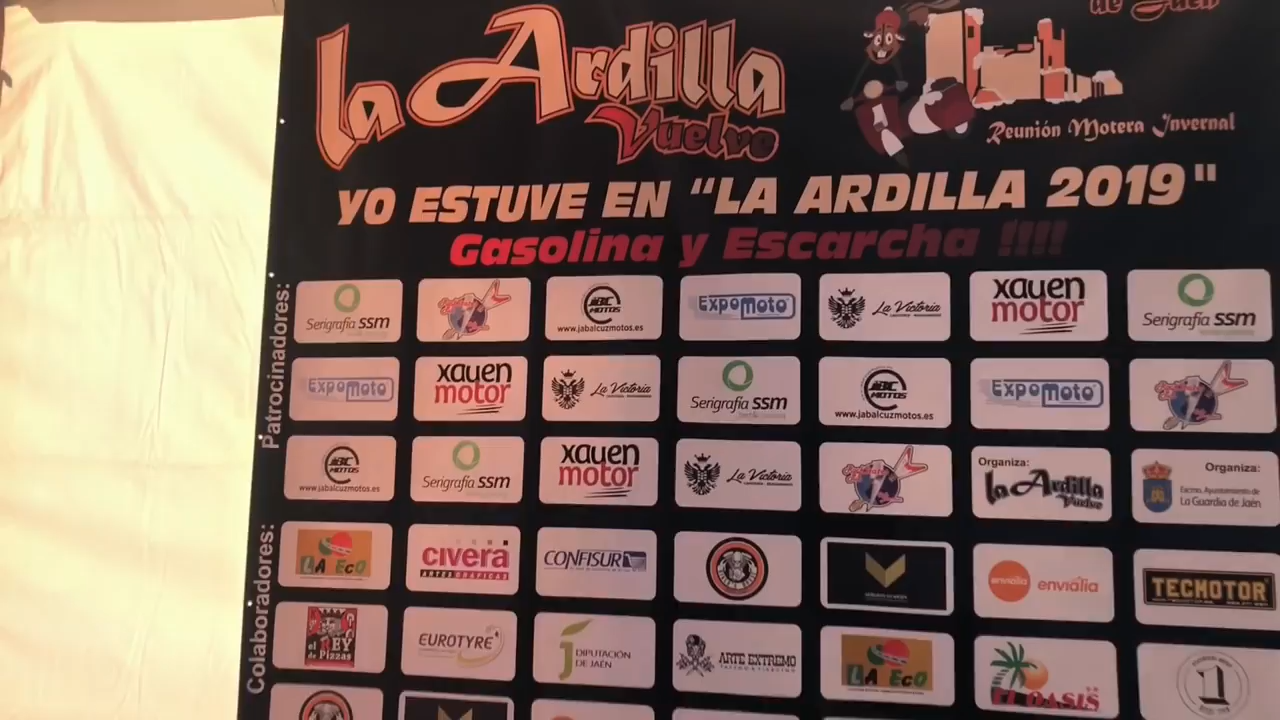 de Jaén
La Ardilla
Vuelve
Reunión Motera Invernal
YO ESTUVE EN “LA ARDILLA 2019"
Gasolina y Escarcha !!!!
Patrocinadores:
Serigrafía ssm
JBC MOTOS
www.jabalcuzmotos.es
EXPOMOTO
La Victoria
xauen motor
Serigrafía ssm
EXPOMOTO
xauen motor
La Victoria
Serigrafía ssm
JBC MOTOS
www.jabalcuzmotos.es
EXPOMOTO
JBC MOTOS
www.jabalcuzmotos.es
Serigrafía ssm
xauen motor
La Victoria
Organiza:
La Ardilla
Vuelve
Organiza:
Excmo. Ayuntamiento de
La Guardia de Jaén
Colaboradores:
LA ECO
civera
ARTES GRÁFICAS
CONFISUR
envialia
envialia
TECMOTOR
el REY
de Pizzas
EUROTYRE
DIPUTACIÓN
DE JAÉN
ARTE EXTREMO
LA ECO
EL OASIS
1